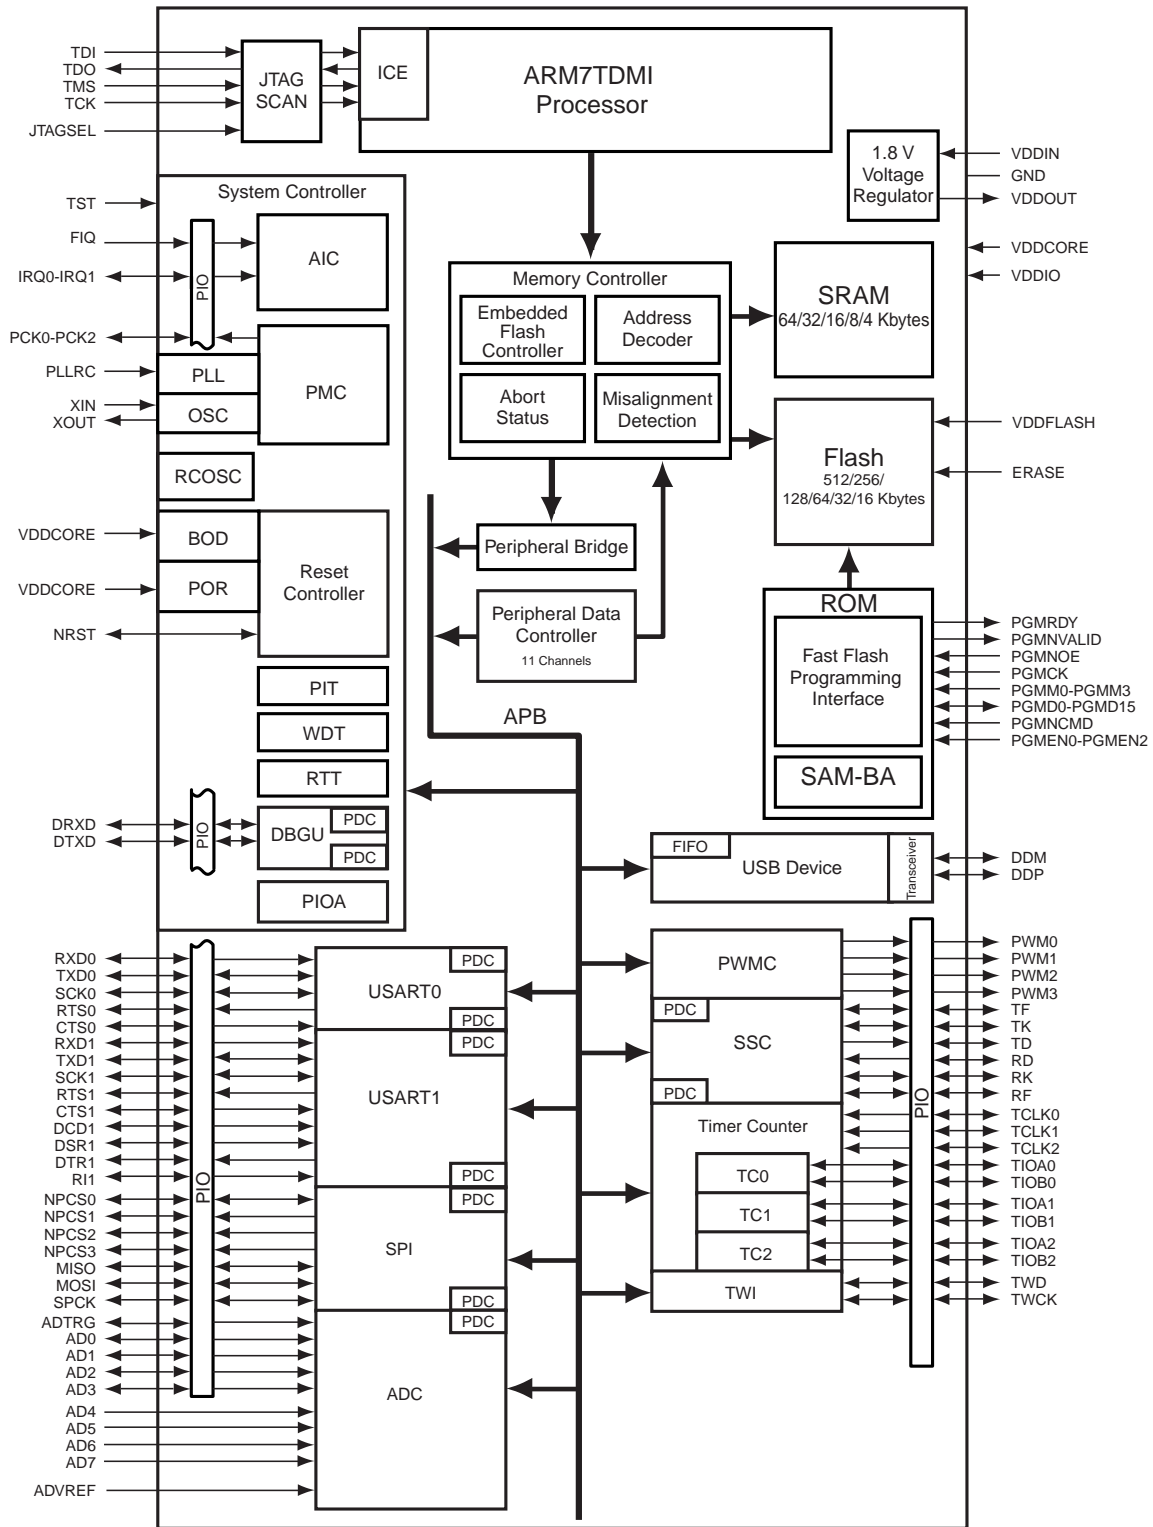 TDI
TDO
TMS
TCK
JTAGSEL
JTAG
SCAN
ICE
ARM7TDMI
Processor
1.8 V
Voltage
Regulator
VDDIN
GND
VDDOUT
VDDCORE
VDDIO
System Controller
TST
FIQ
IRQ0-IRQ1
PIO
AIC
PCK0-PCK2
PLLRC
XIN
XOUT
PLL
OSC
PMC
RCOSC
VDDCORE
BOD
VDDCORE
POR
Reset
Controller
NRST
PIT
WDT
RTT
DRXD
DTXD
PIO
DBGU
PDC
PDC
PIOA
Memory Controller
Embedded
Flash
Controller
Address
Decoder
Abort
Status
Misalignment
Detection
SRAM
64/32/16/8/4 Kbytes
Flash
512/256/
128/64/32/16 Kbytes
VDDFLASH
ERASE
Peripheral Bridge
Peripheral Data
Controller
11 Channels
APB
ROM
Fast Flash
Programming
Interface
SAM-BA
PGMRDY
PGMNVALID
PGMNOE
PGMCK
PGMM0-PGMM3
PGMD0-PGMD15
PGMNCMD
PGMEN0-PGMEN2
FIFO
USB Device
Transceiver
DDM
DDP
RXD0
TXD0
SCK0
RTS0
CTS0
RXD1
TXD1
SCK1
RTS1
CTS1
DCD1
DSR1
DTR1
RI1
NPCS0
NPCS1
NPCS2
NPCS3
MISO
MOSI
SPCK
ADTRG
AD0
AD1
AD2
AD3
AD4
AD5
AD6
AD7
ADVREF
PIO
PDC
USART0
PDC
PDC
USART1
PDC
PDC
SPI
PDC
PDC
ADC
PWMC
PDC
SSC
PDC
Timer Counter
TC0
TC1
TC2
TWI
PIO
PWM0
PWM1
PWM2
PWM3
TF
TK
TD
RD
RK
RF
TCLK0
TCLK1
TCLK2
TIOA0
TIOB0
TIOA1
TIOB1
TIOA2
TIOB2
TWD
TWCK